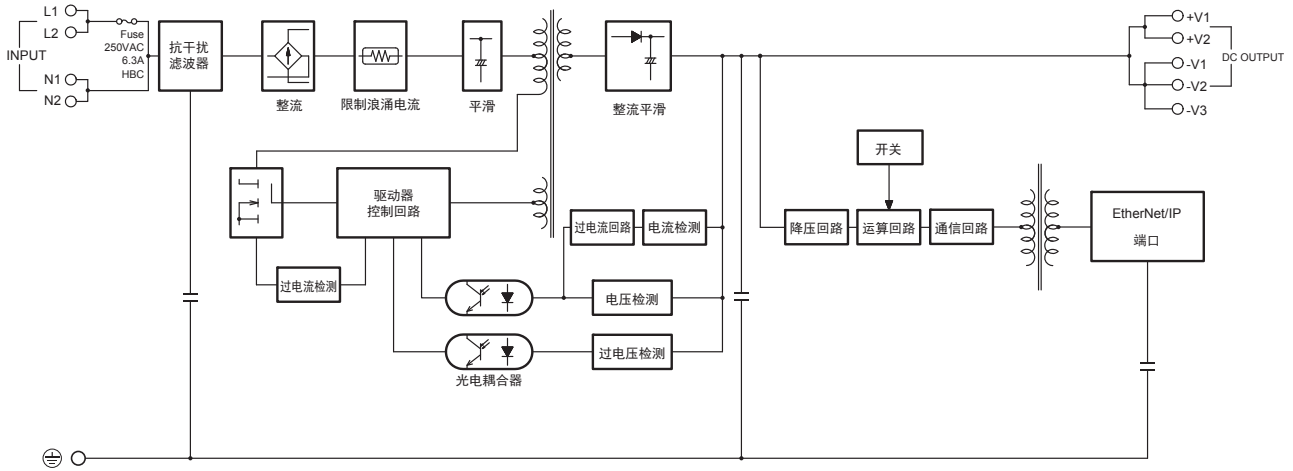 L1
L2
INPUT
N1
N2
Fuse
250VAC
6.3A
HBC
抗干扰
滤波器
整流
限制浪涌电流
平滑
整流平滑
+V1
+V2
-V1
-V2
-V3
DC OUTPUT
驱动器
控制回路
过电流检测
过电流回路
电流检测
电压检测
过电压检测
光电耦合器
开关
降压回路
运算回路
通信回路
EtherNet/IP
端口